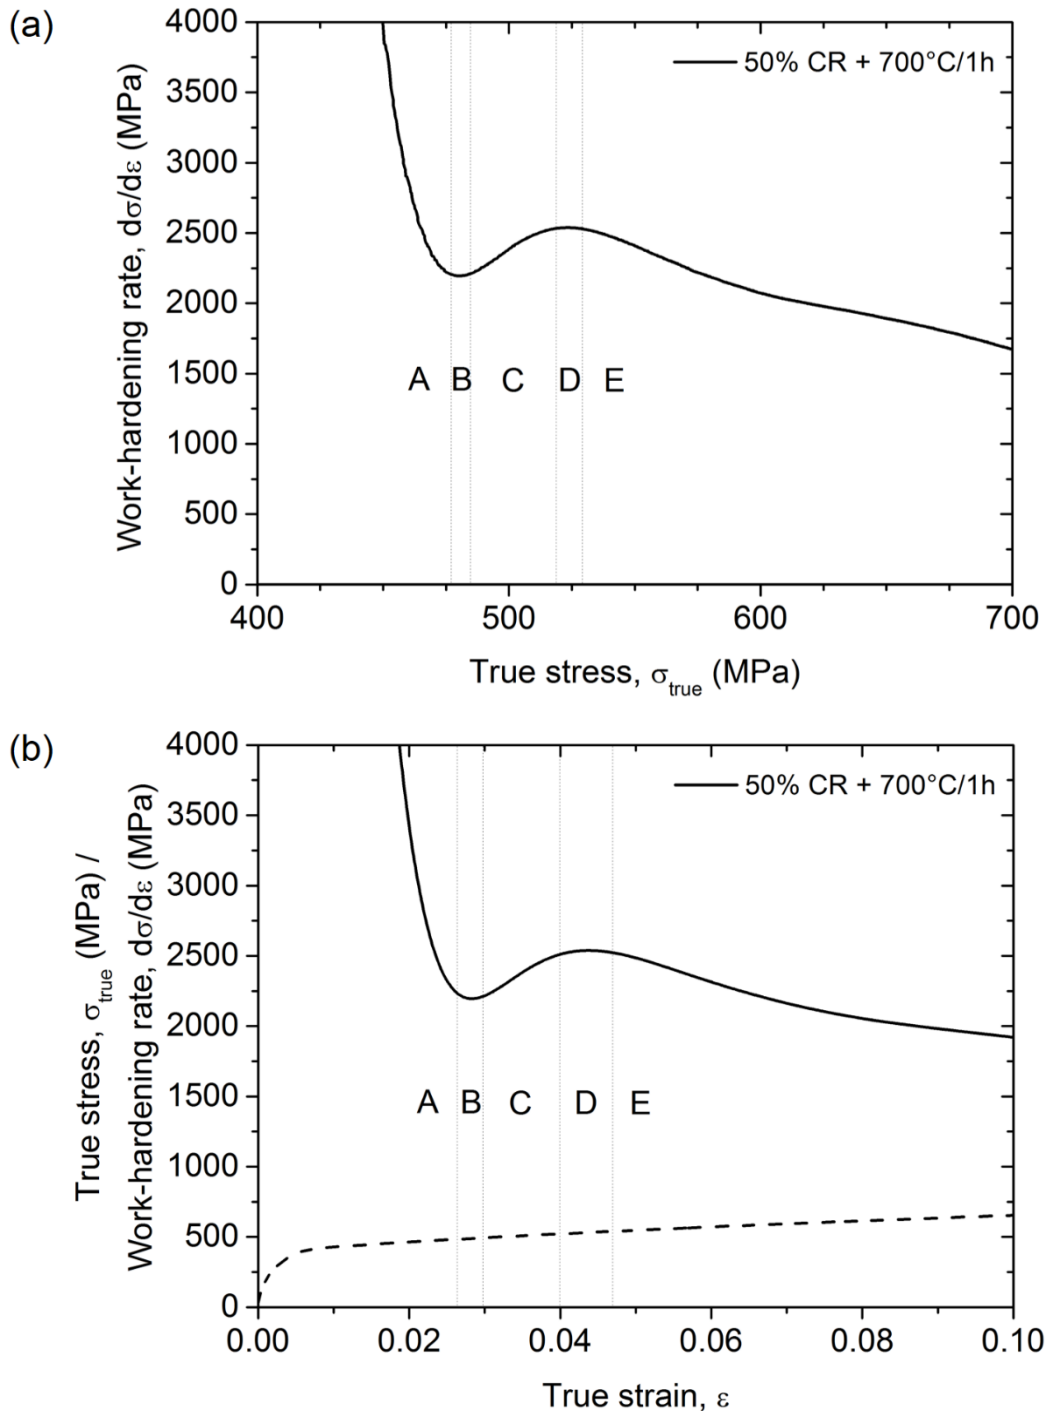 (a)
Work-hardening rate, dσ/dε (MPa)
4000
3500
3000
2500
2000
1500
1000
500
0
50% CR + 700°C/1h
A B C D E
400 500 600 700
True stress, σtrue (MPa)
(b)
True stress, σtrue (MPa) /
Work-hardening rate, dσ/dε (MPa)
4000
3500
3000
2500
2000
1500
1000
500
0
50% CR + 700°C/1h
A B C D E
0.00 0.02 0.04 0.06 0.08 0.10
True strain, ε